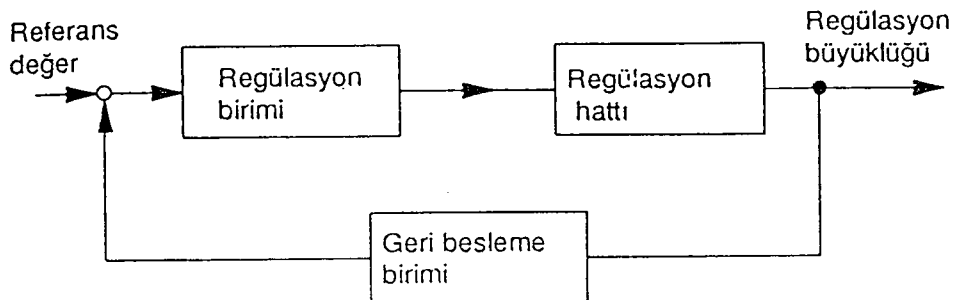 Referans
değer
Regülasyon
birimi
Regülasyon
hattı
Regülasyon
büyüklüğü
Geri besleme
birimi